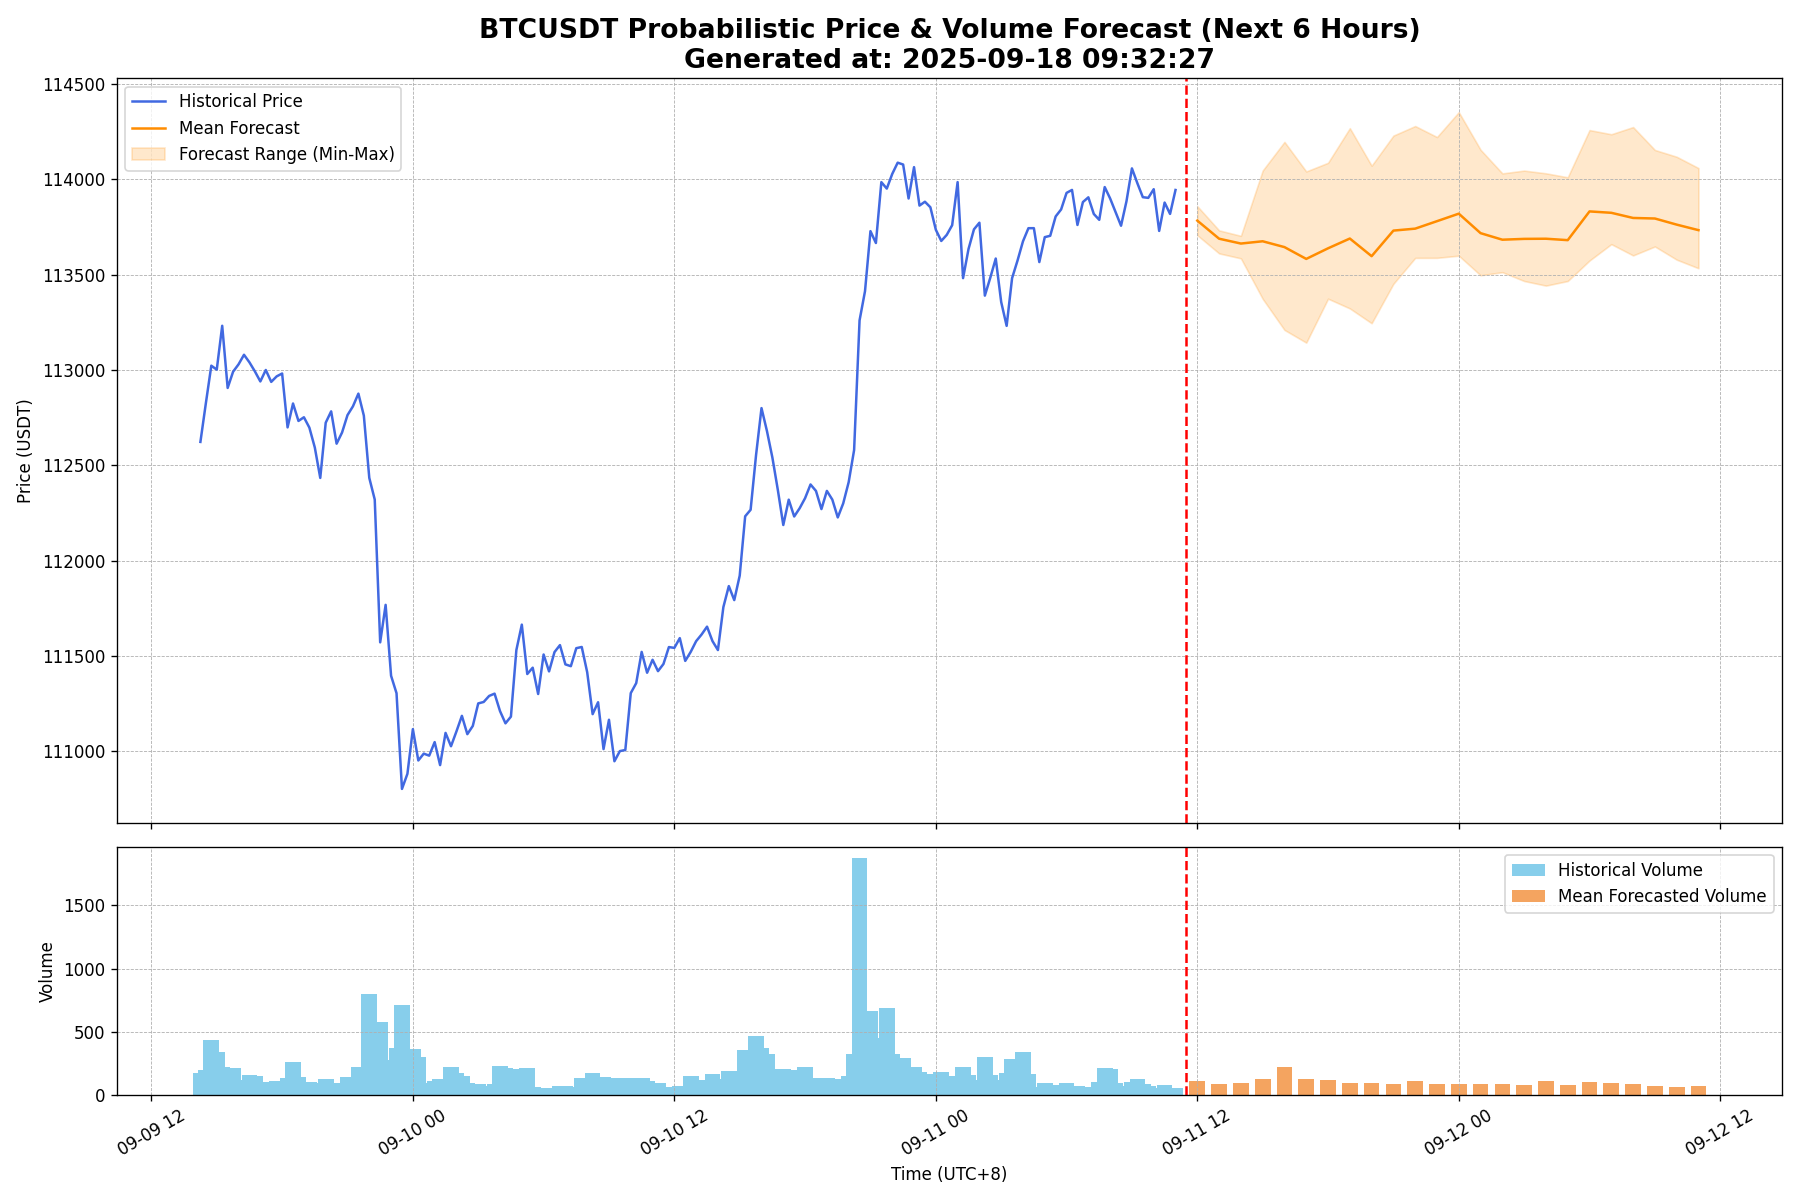 BTCUSDT Probabilistic Price & Volume Forecast (Next 6 Hours)
Generated at: 2025-09-18 09:32:27
Historical Price
Mean Forecast
Forecast Range (Min-Max)
Price (USDT)
114500
114000
113500
113000
112500
112000
111500
111000
Historical Volume
Mean Forecasted Volume
Volume
1500
1000
500
0
09-09 12
09-10 00
09-10 12
09-11 00
09-11 12
09-12 00
09-12 12
Time (UTC+8)